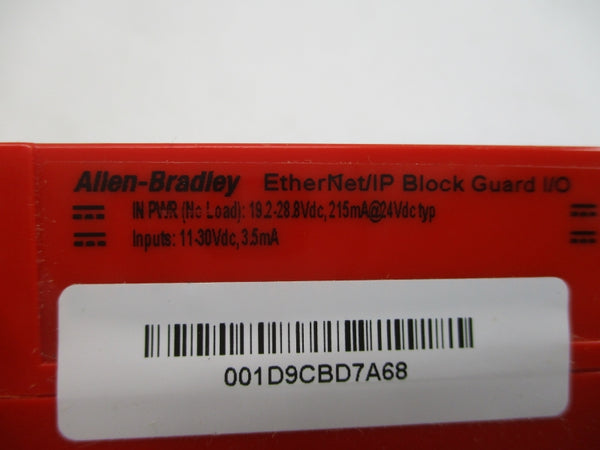 Allen-Bradley EtherNet/IP Block Guard I/O
IN PWR (No Load): 19.2-28.8Vdc, 215mA@24Vdc typ
Inputs: 11-30Vdc, 3.5mA
001D9CBD7A68